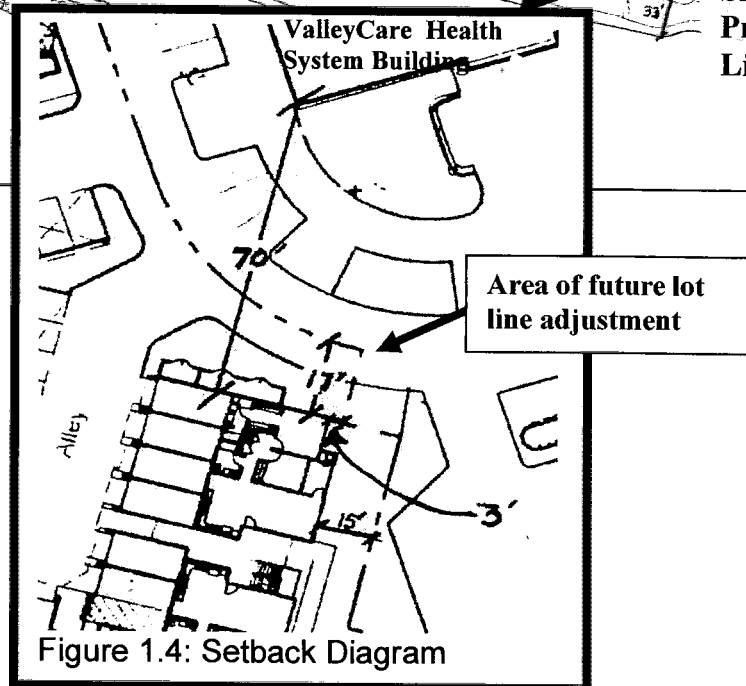 33'
Pr
Li
ValleyCare Health
System Building
70'
Area of future lot
line adjustment
17'
Alley
3'
15'
Figure 1.4: Setback Diagram